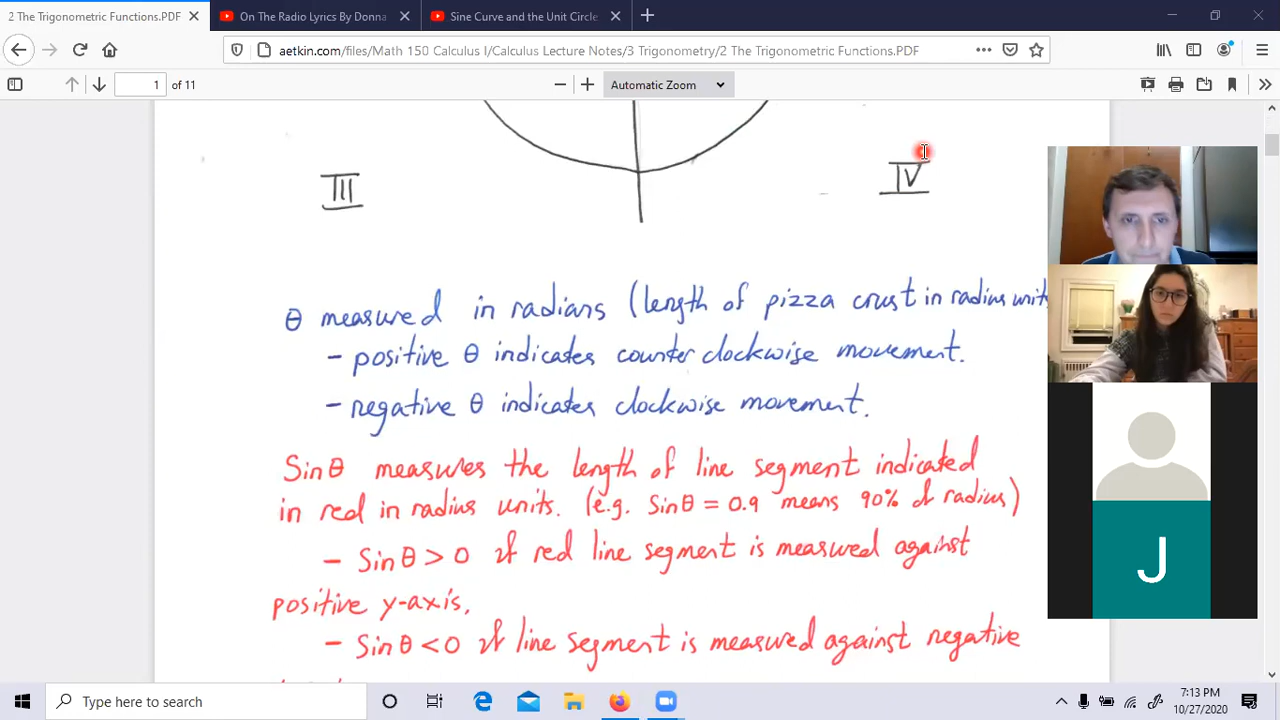 2 The Trigonometric Functions.PDF
On The Radio Lyrics By Donna
Sine Curve and the Unit Circle
aetkin.com/files/Math 150 Calculus I/Calculus Lecture Notes/3 Trigonometry/2 The Trigonometric Functions.PDF
1 of 11
Automatic Zoom
III
IV
θ measured in radians (length of pizza crust in radius units
- positive θ indicates counter clockwise movement.
- negative θ indicates clockwise movement.
Sinθ measures the length of line segment indicated
in red in radius units. (e.g. Sinθ = 0.9 means 90% of radius)
- Sinθ > 0 if red line segment is measured against
positive y-axis.
- Sinθ < 0 if line segment is measured against negative
J
Type here to search
7:13 PM
10/27/2020